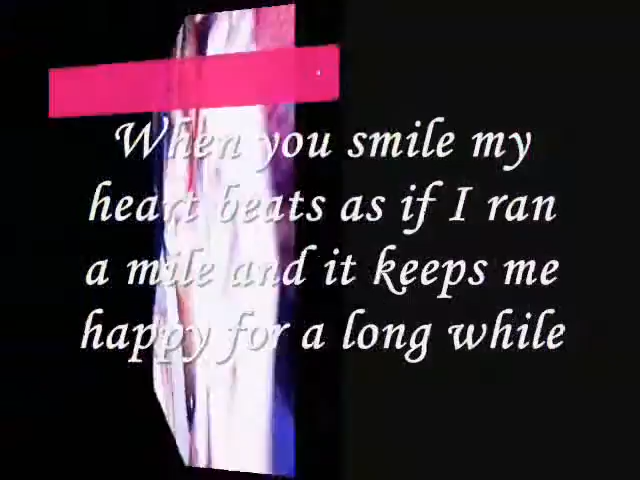 When you smile my
heart beats as if I ran
a mile and it keeps me
happy for a long while